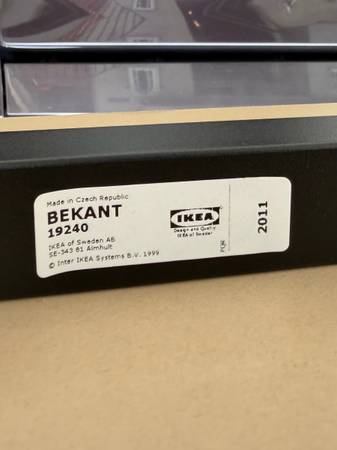 Made in Czech Republic
BEKANT
19240
IKEA of Sweden AB
SE-343 81 Älmhult
© Inter IKEA Systems B.V. 1999
IKEA
Design and Quality
IKEA of Sweden
2011